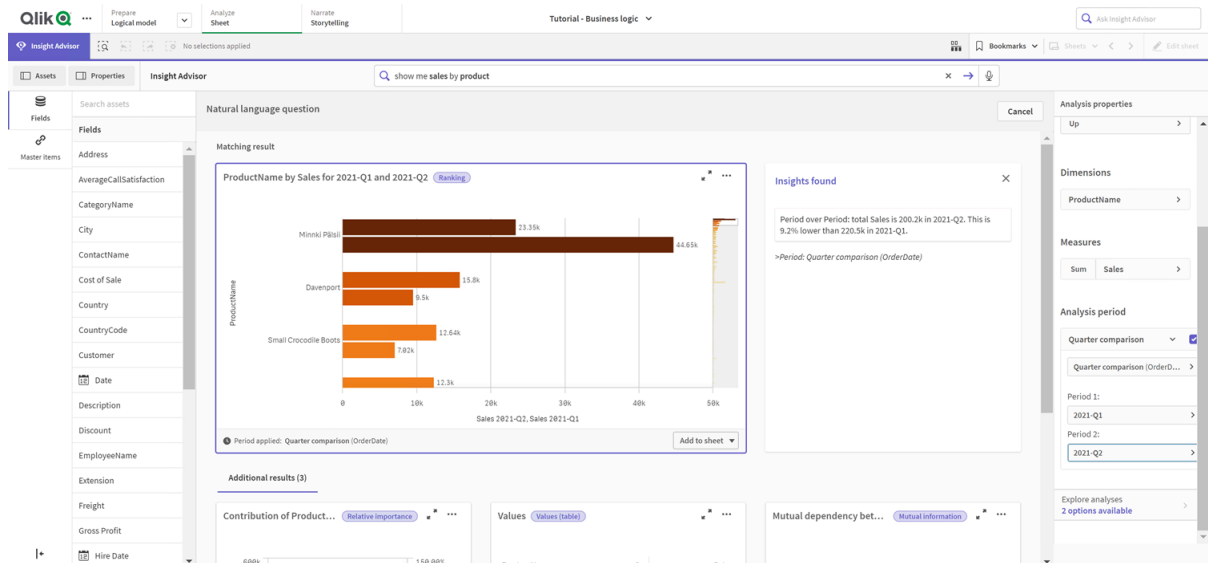 Qlik
Prepare
Logical model
Analyze
Sheet
Narrate
Storytelling
Tutorial - Business logic
Ask Insight Advisor
Insight Advisor
No selections applied
Bookmarks
Sheets
Edit sheet
Assets
Properties
Insight Advisor
show me sales by product
Fields
Master items
Search assets
Fields
Address
AverageCallSatisfaction
CategoryName
City
ContactName
Cost of Sale
Country
CountryCode
Customer
Date
Description
Discount
EmployeeName
Extension
Freight
Gross Profit
Hire Date
Natural language question
Cancel
Matching result
ProductName by Sales for 2021-Q1 and 2021-Q2 Ranking
ProductName
Minnki Pälsii
23.35k
44.65k
Davenport
15.8k
9.5k
Small Crocodile Boots
12.64k
7.02k
12.3k
0 10k 20k 30k 40k 50k
Sales 2021-Q2, Sales 2021-Q1
Period applied: Quarter comparison (OrderDate)
Add to sheet
Insights found
Period over Period: total Sales is 200.2k in 2021-Q2. This is
9.2% lower than 220.5k in 2021-Q1.
>Period: Quarter comparison (OrderDate)
Additional results (3)
Contribution of Product... Relative importance
600k
150.00%
Values Values (table)
Mutual dependency bet... Mutual information
Analysis properties
Up
Dimensions
ProductName
Measures
Sum Sales
Analysis period
Quarter comparison
Quarter comparison (OrderD...
Period 1:
2021-Q1
Period 2:
2021-Q2
Explore analyses
2 options available